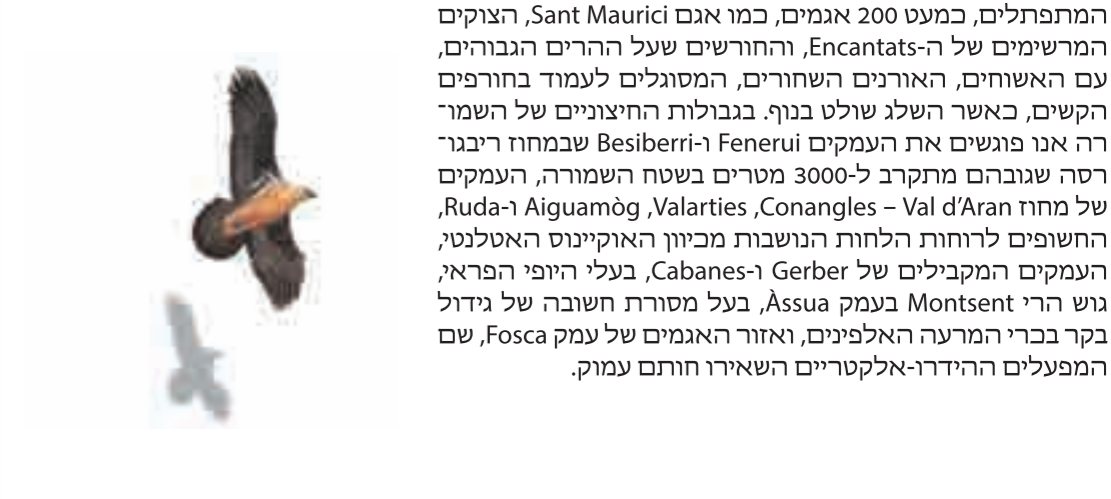 המתפתלים, כמעט 200 אגמים, כמו אגם Sant Maurici, הצוקים
המרשימים של ה-Encantats, והחורשים שעל ההרים הגבוהים,
עם האשוחים, האורנים השחורים, המסוגלים לעמוד בחורפים
הקשים, כאשר השלג שולט בנוף. בגבולות החיצוניים של השמו־
רה אנו פוגשים את העמקים Fenerui ו-Besiberri שבמחוז ריבגו־
רסה שגובהם מתקרב ל-3000 מטרים בשטח השמורה, העמקים
של מחוז Val d’Aran – Conangles, Valarties, Aiguamòg ו-Ruda,
החשופים לרוחות הלחות הנושבות מכיוון האוקיינוס האטלנטי,
העמקים המקבילים של Gerber ו-Cabanes, בעלי היופי הפראי,
גוש הרי Montsent בעמק Àssua, בעל מסורת חשובה של גידול
בקר בכרי המרעה האלפינים, ואזור האגמים של עמק Fosca, שם
המפעלים ההידרו-אלקטריים השאירו חותם עמוק.